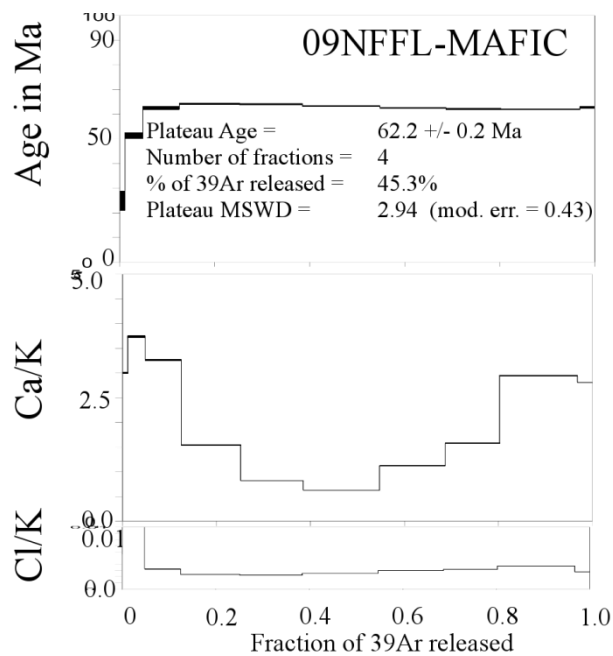 100
90
09NFFL-MAFIC
Age in Ma
50
Plateau Age = 62.2 +/- 0.2 Ma
Number of fractions = 4
% of 39Ar released = 45.3%
Plateau MSWD = 2.94 (mod. err. = 0.43)
0
0
5.0
Ca/K
2.5
0.0
0.01
Cl/K
0.0
0 0.2 0.4 0.6 0.8 1.0
Fraction of 39Ar released